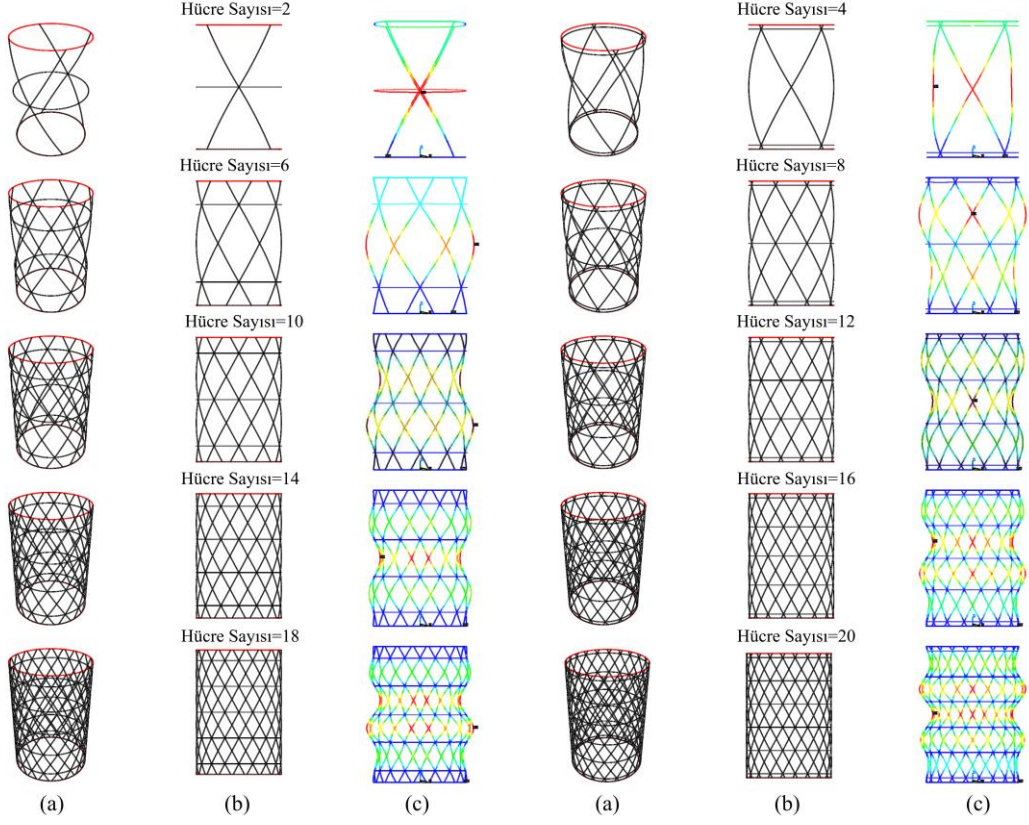 Hücre Sayısı=2
Hücre Sayısı=4
Hücre Sayısı=6
Hücre Sayısı=8
Hücre Sayısı=10
Hücre Sayısı=12
Hücre Sayısı=14
Hücre Sayısı=16
Hücre Sayısı=18
Hücre Sayısı=20
(a) (b) (c) (a) (b) (c)